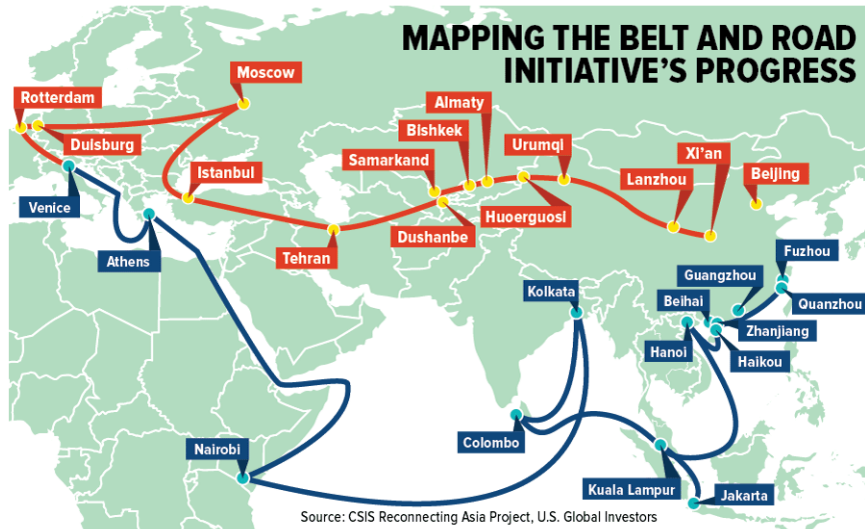 MAPPING THE BELT AND ROAD
INITIATIVE'S PROGRESS
Moscow
Rotterdam
Almaty
Duisburg
Bishkek
Urumqi
Xi'an
Istanbul
Samarkand
Lanzhou
Beijing
Venice
Huoerguosi
Dushanbe
Tehran
Athens
Fuzhou
Guangzhou
Kolkata
Beihai
Quanzhou
Zhanjiang
Hanoi
Haikou
Colombo
Nairobi
Kuala Lampur
Jakarta
Source: CSIS Reconnecting Asia Project, U.S. Global Investors